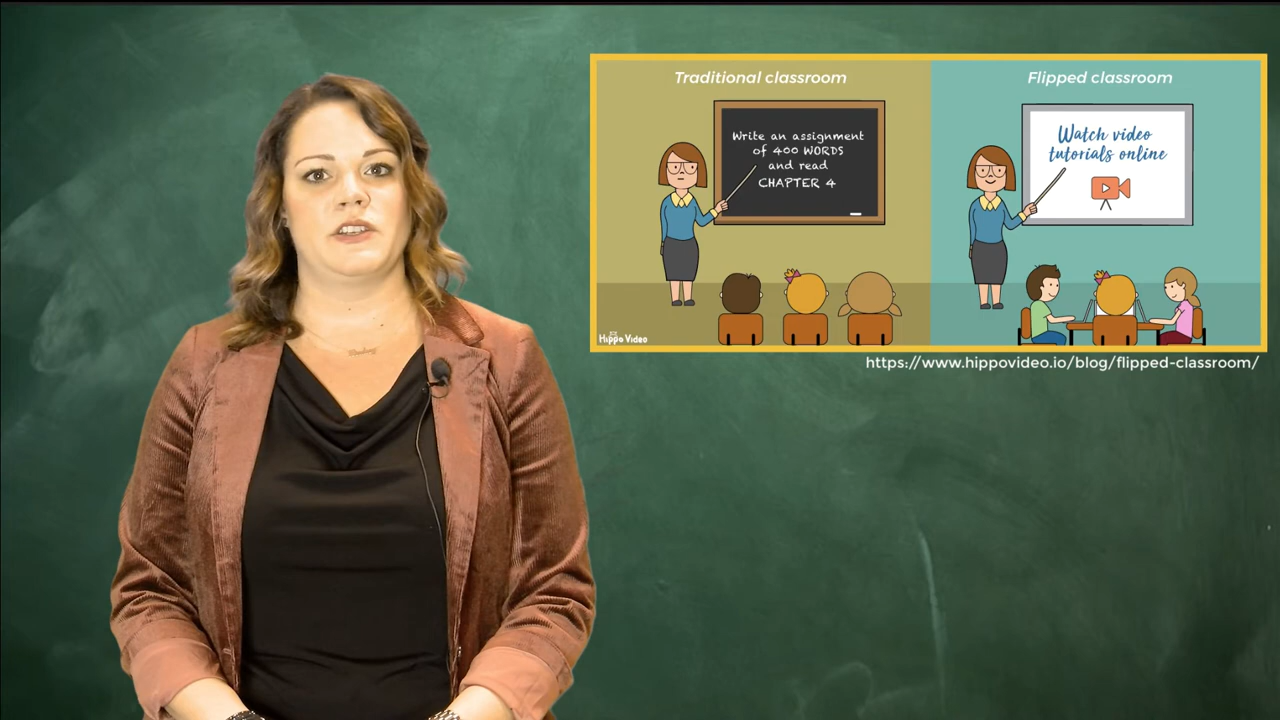 Traditional classroom
Write an assignment
of 400 WORDS
and read
CHAPTER 4
Hippo Video
Flipped classroom
Watch video
tutorials online
https://www.hippovideo.io/blog/flipped-classroom/